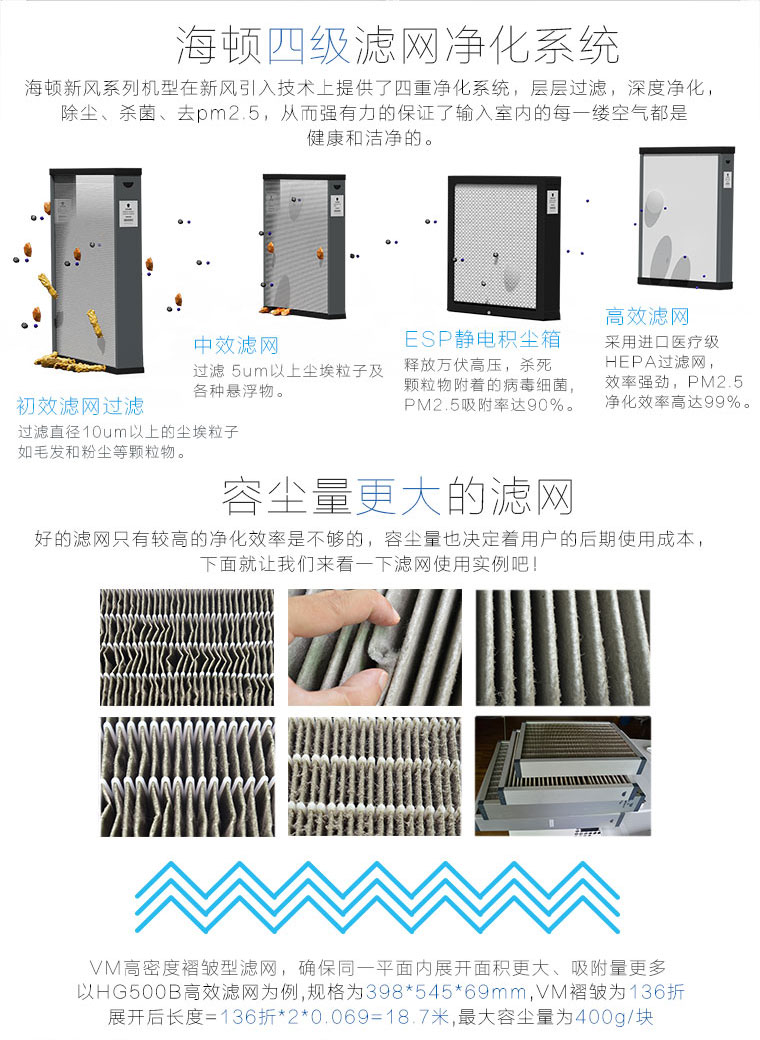 海顿四级滤网净化系统
海顿新风系列机型在新风引入技术上提供了四重净化系统，层层过滤，深度净化，
除尘、杀菌、去pm2.5，从而强有力的保证了输入室内的每一缕空气都是
健康和洁净的。
初效滤网过滤
过滤直径10um以上的尘埃粒子
如毛发和粉尘等颗粒物。
中效滤网
过滤 5um以上尘埃粒子及
各种悬浮物。
ESP静电积尘箱
释放万伏高压，杀死
颗粒物附着的病毒细菌，
PM2.5吸附率达90%。
高效滤网
采用进口医疗级
HEPA过滤网，
效率强劲，PM2.5
净化效率高达99%。
容尘量更大的滤网
好的滤网只有较高的净化效率是不够的，容尘量也决定着用户的后期使用成本，
下面就让我们来看一下滤网使用实例吧！
VM高密度褶皱型滤网，确保同一平面内展开面积更大、吸附量更多
以HG500B高效滤网为例,规格为398*545*69mm,VM褶皱为136折
展开后长度=136折*2*0.069=18.7米,最大容尘量为400g/块